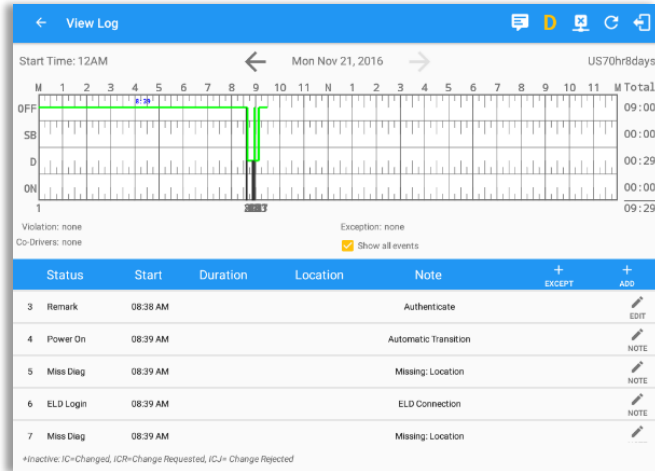 View Log D
Start Time: 12AM Mon Nov 21, 2016 US70hr8days
M 1 2 3 4 5 6 7 8 9 10 11 N 1 2 3 4 5 6 7 8 9 10 11 M Total
8:39
OFF 09:00
SB 00:00
D 00:29
ON 00:00
1 09:29
Violation: none Exception: none
Co-Drivers: none Show all events
Status Start Duration Location Note + EXCEPT + ADD
3 Remark 08:38 AM Authenticate EDIT
4 Power On 08:39 AM Automatic Transition NOTE
5 Miss Diag 08:39 AM Missing: Location NOTE
6 ELD Login 08:39 AM ELD Connection NOTE
7 Miss Diag 08:39 AM Missing: Location
*Inactive: IC=Changed, ICR=Change Requested, ICJ= Change Rejected